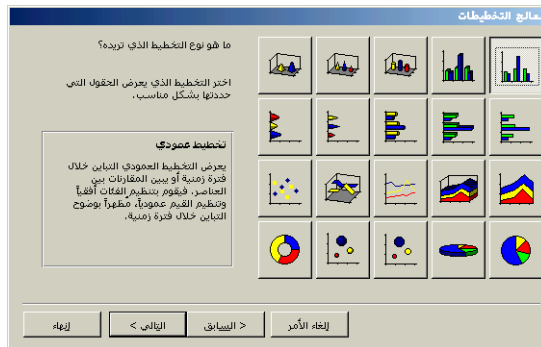 معالج التخطيطات
ما هو نوع التخطيط الذي تريده؟
اختر التخطيط الذي يعرض الحقول التي
حددتها بشكل مناسب.
تخطيط عمودي
يعرض التخطيط العمودي التباين خلال
فترة زمنية أو يبين المقارنات بين
العناصر. فيقوم بتنظيم الفئات أفقياً
وتنظيم القيم عمودياً، مظهراً بوضوح
التباين خلال فترة زمنية.
إلغاء الأمر
< السابق
التالي >
إنهاء